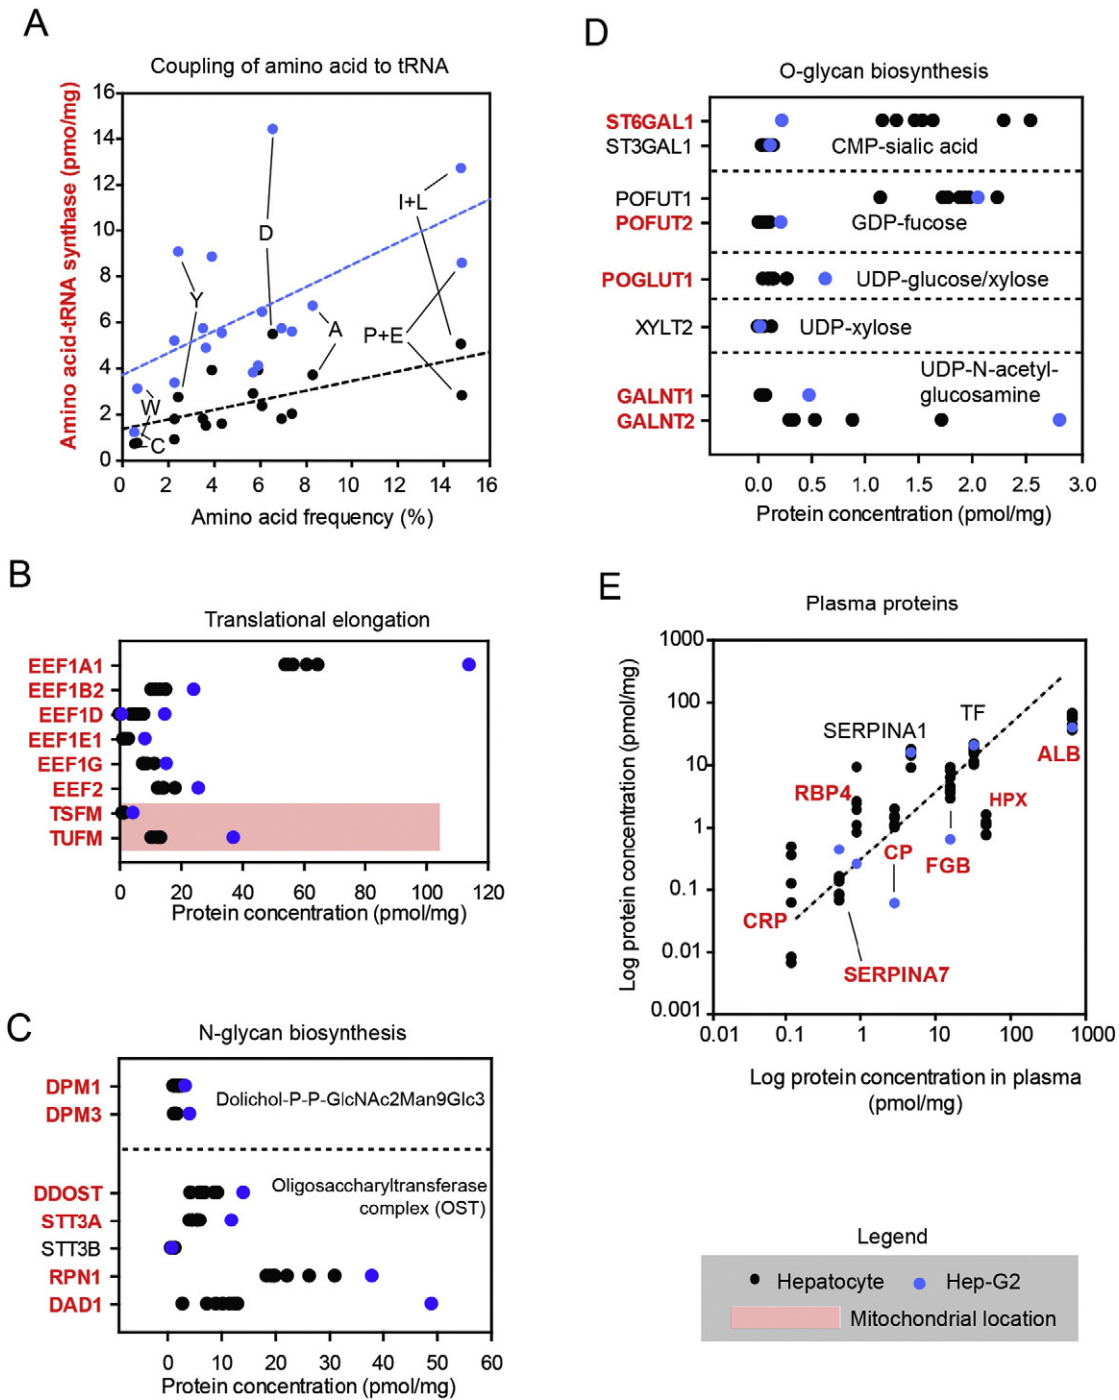 A
Coupling of amino acid to tRNA
Amino acid-tRNA synthase (pmo/mg)
16
14
12
10
8
6
4
2
0
I+L
D
Y
A
P+E
W
C
0 2 4 6 8 10 12 14 16
Amino acid frequency (%)
B
Translational elongation
EEF1A1
EEF1B2
EEF1D
EEF1E1
EEF1G
EEF2
TSFM
TUFM
0 20 40 60 80 100 120
Protein concentration (pmol/mg)
C
N-glycan biosynthesis
DPM1
Dolichol-P-P-GlcNAc2Man9Glc3
DPM3
DDOST
Oligosaccharyltransferase
complex (OST)
STT3A
STT3B
RPN1
DAD1
0 10 20 30 40 50 60
Protein concentration (pmol/mg)
D
O-glycan biosynthesis
ST6GAL1
ST3GAL1
CMP-sialic acid
POFUT1
POFUT2
GDP-fucose
POGLUT1
UDP-glucose/xylose
XYLT2
UDP-xylose
UDP-N-acetyl-
glucosamine
GALNT1
GALNT2
0.0 0.5 1.0 1.5 2.0 2.5 3.0
Protein concentration (pmol/mg)
E
Plasma proteins
Log protein concentration (pmol/mg)
1000
100
10
1
0.1
0.01
0.001
SERPINA1
TF
ALB
RBP4
HPX
CP
FGB
CRP
SERPINA7
0.01 0.1 1 10 100 1000
Log protein concentration in plasma
(pmol/mg)
Legend
Hepatocyte
Hep-G2
Mitochondrial location